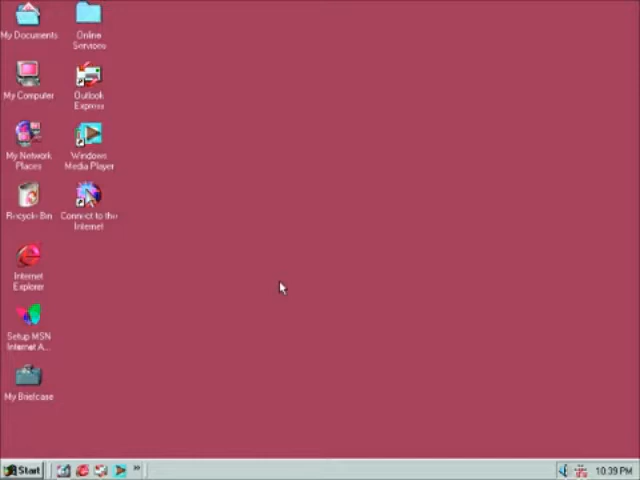 My Documents
Online
Services
My Computer
Outlook
Express
My Network
Places
Windows
Media Player
Recycle Bin
Connect to the
Internet
Internet
Explorer
Setup MSN
Internet A...
My Briefcase
Start
10:39 PM